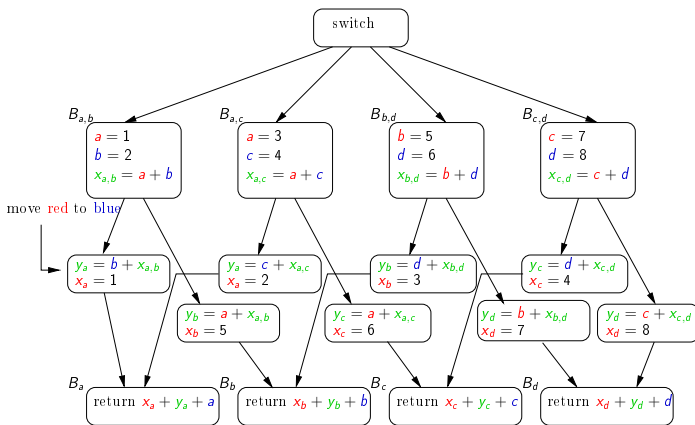 switch
B_{a,b} B_{a,c} B_{b,d} B_{c,d}
a = 1
b = 2
x_{a,b} = a + b
a = 3
c = 4
x_{a,c} = a + c
b = 5
d = 6
x_{b,d} = b + d
c = 7
d = 8
x_{c,d} = c + d
move red to blue
y_a = b + x_{a,b}
x_a = 1
y_a = c + x_{a,c}
x_a = 2
y_b = d + x_{b,d}
x_b = 3
y_c = d + x_{c,d}
x_c = 4
y_b = a + x_{a,b}
x_b = 5
y_c = a + x_{a,c}
x_c = 6
y_d = b + x_{b,d}
x_d = 7
y_d = c + x_{c,d}
x_d = 8
B_a B_b B_c B_d
return x_a + y_a + a
return x_b + y_b + b
return x_c + y_c + c
return x_d + y_d + d